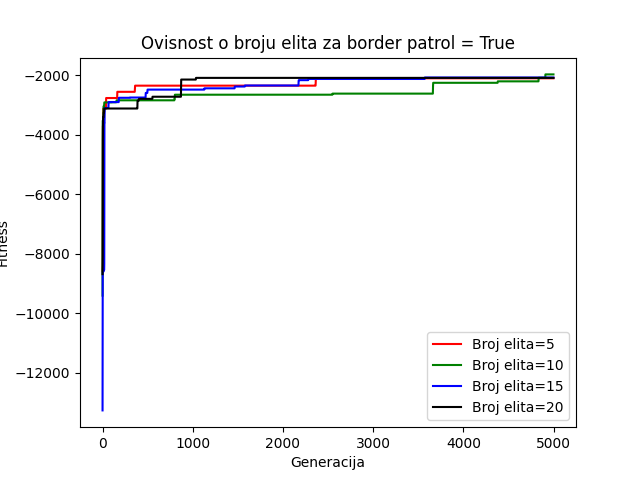 Ovisnost o broju elita za border patrol = True
−2000
−4000
−6000
−8000
−10000
−12000
Fitness
Broj elita=5
Broj elita=10
Broj elita=15
Broj elita=20
0 1000 2000 3000 4000 5000
Generacija